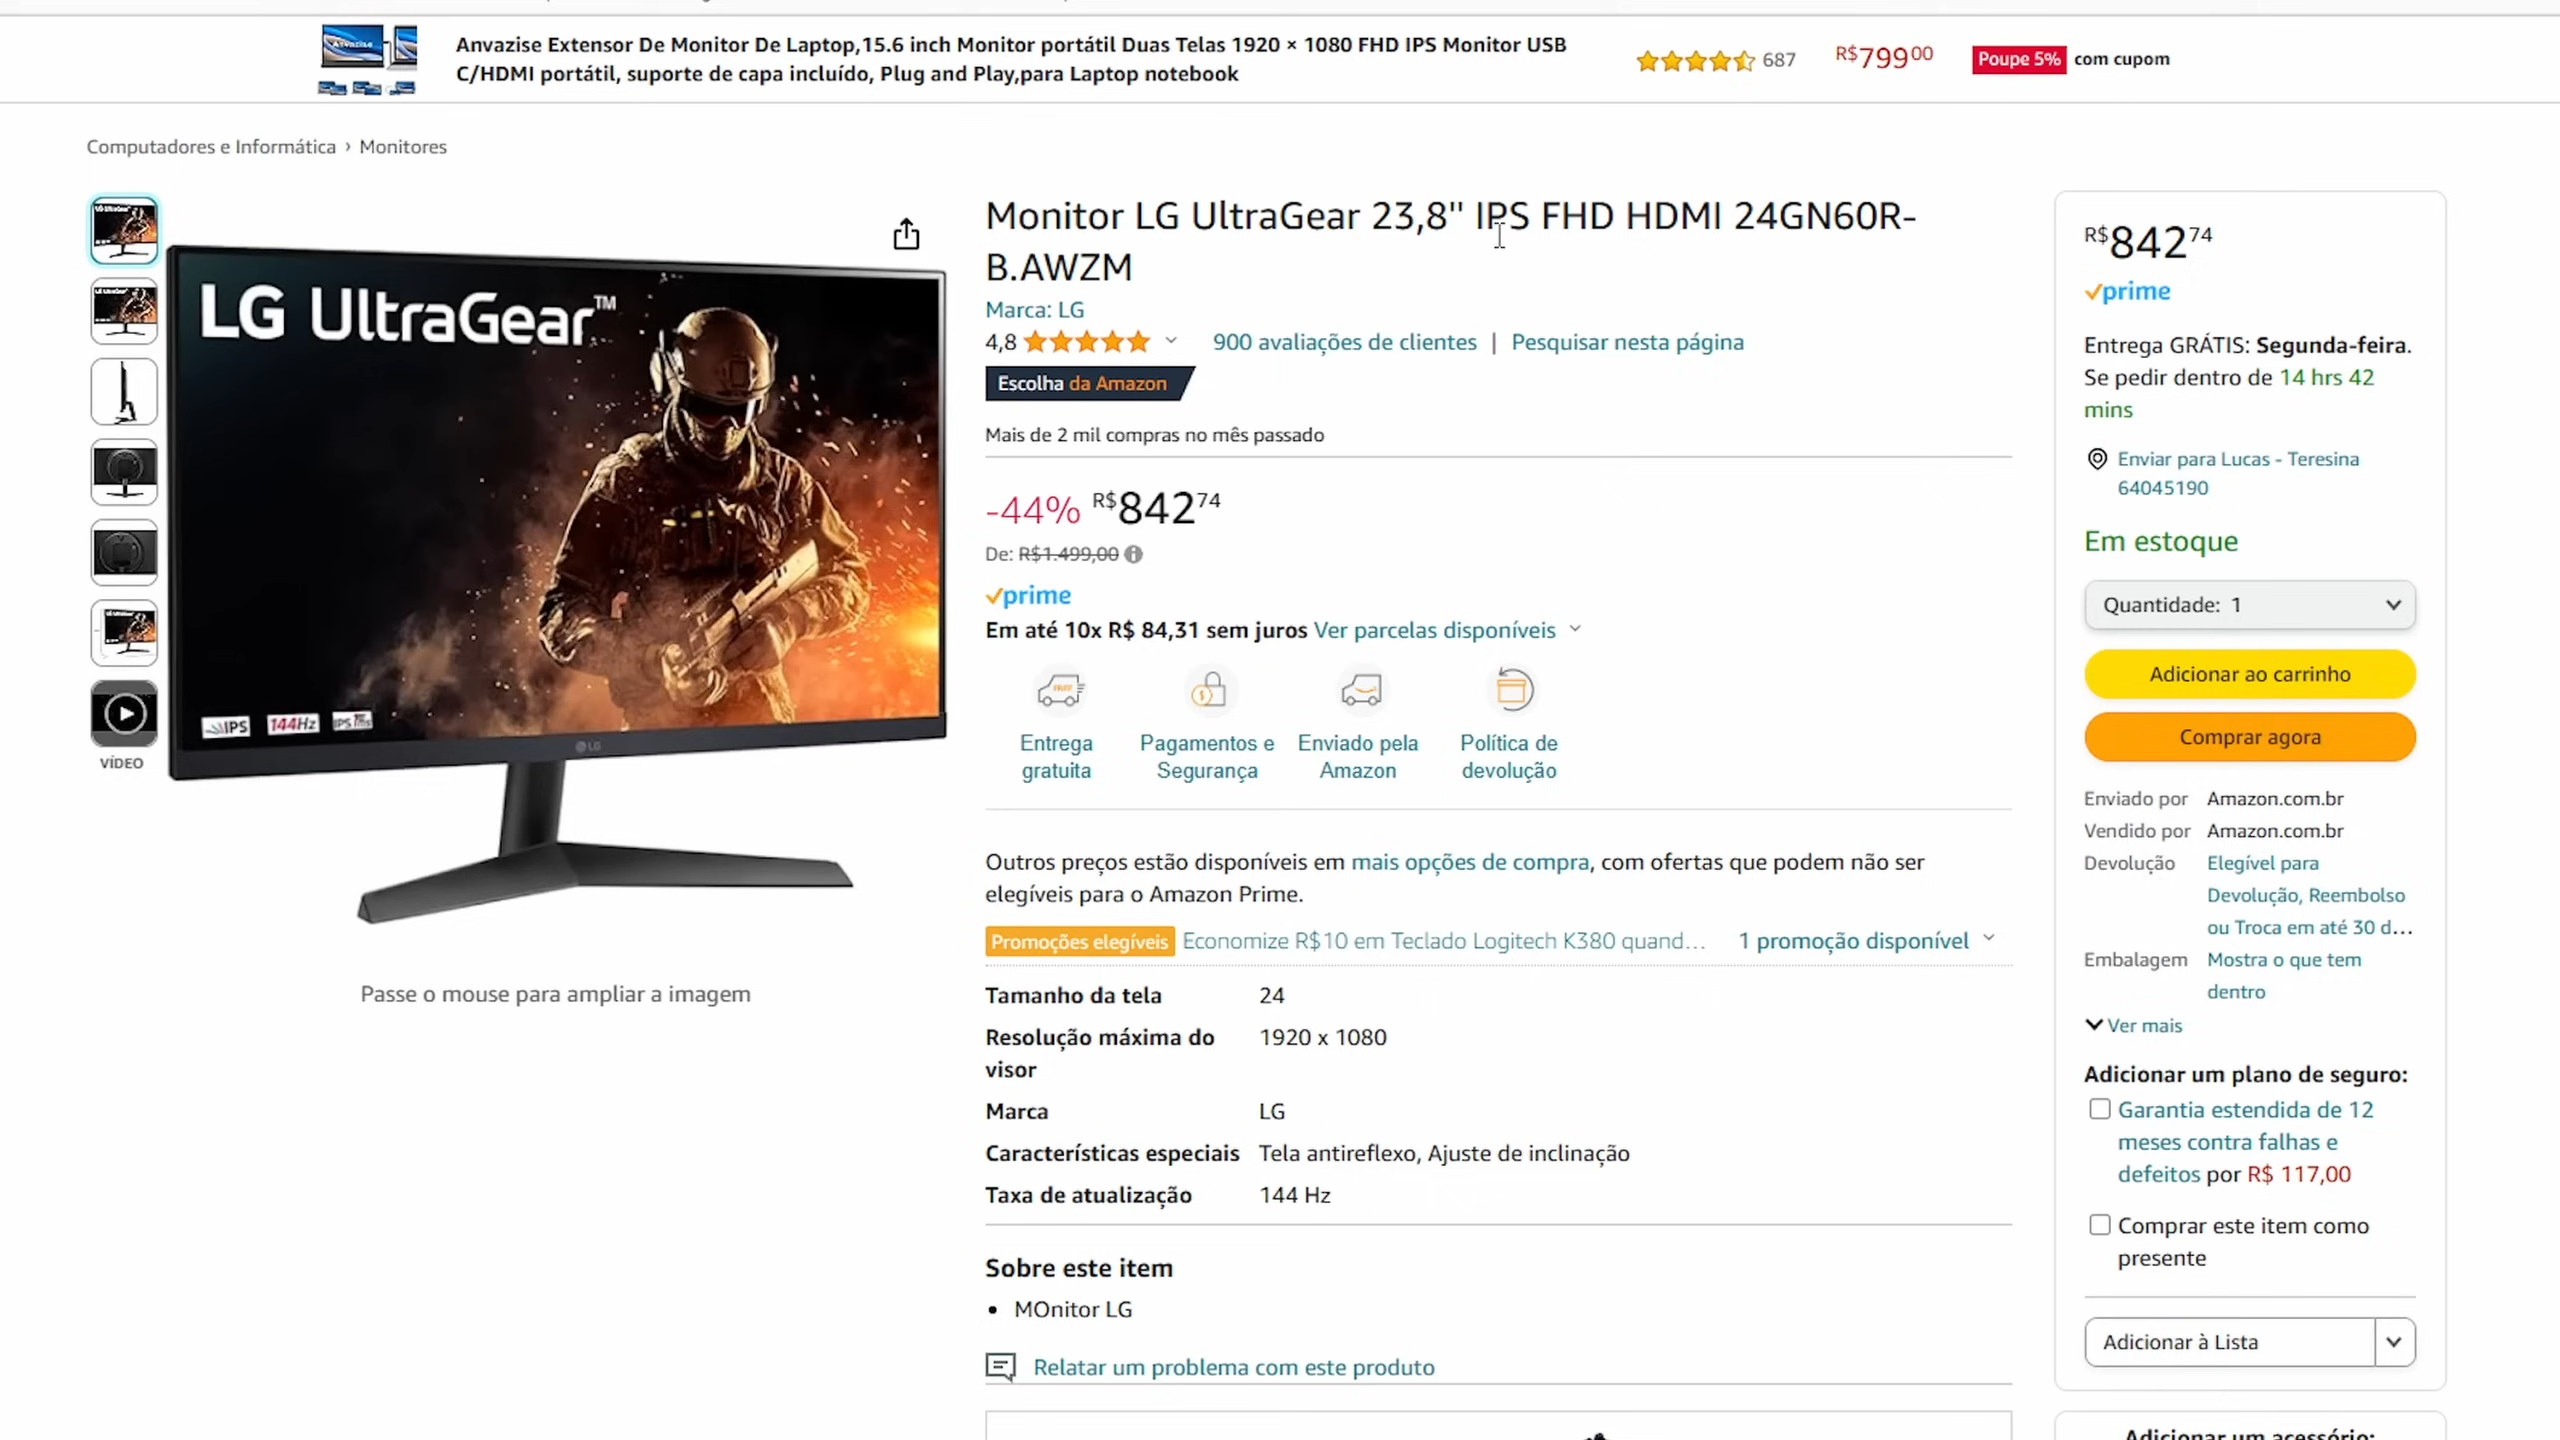 Anvazise Extensor De Monitor De Laptop,15.6 inch Monitor portátil Duas Telas 1920 × 1080 FHD IPS Monitor USB
C/HDMI portátil, suporte de capa incluído, Plug and Play,para Laptop notebook
687
R$79900
Poupe 5% com cupom
Computadores e Informática › Monitores
LG UltraGear™
IPS 144Hz IPS 1ms
LG
VÍDEO
Passe o mouse para ampliar a imagem
Monitor LG UltraGear 23,8" IPS FHD HDMI 24GN60R-
B.AWZM
Marca: LG
4,8 900 avaliações de clientes | Pesquisar nesta página
Escolha da Amazon
Mais de 2 mil compras no mês passado
-44% R$84274
De: R$1.499,00
prime
Em até 10x R$ 84,31 sem juros Ver parcelas disponíveis
Entrega
gratuita
Pagamentos e
Segurança
Enviado pela
Amazon
Política de
devolução
Outros preços estão disponíveis em mais opções de compra, com ofertas que podem não ser
elegíveis para o Amazon Prime.
Promoções elegíveis Economize R$10 em Teclado Logitech K380 quand... 1 promoção disponível
Tamanho da tela 24
Resolução máxima do 1920 x 1080
visor
Marca LG
Características especiais Tela antireflexo, Ajuste de inclinação
Taxa de atualização 144 Hz
Sobre este item
• MOnitor LG
Relatar um problema com este produto
R$84274
prime
Entrega GRÁTIS: Segunda-feira.
Se pedir dentro de 14 hrs 42
mins
Enviar para Lucas - Teresina
64045190
Em estoque
Quantidade: 1
Adicionar ao carrinho
Comprar agora
Enviado por Amazon.com.br
Vendido por Amazon.com.br
Devolução Elegível para
Devolução, Reembolso
ou Troca em até 30 d...
Embalagem Mostra o que tem
dentro
Ver mais
Adicionar um plano de seguro:
Garantia estendida de 12
meses contra falhas e
defeitos por R$ 117,00
Comprar este item como
presente
Adicionar à Lista
Adicionar um acessório: